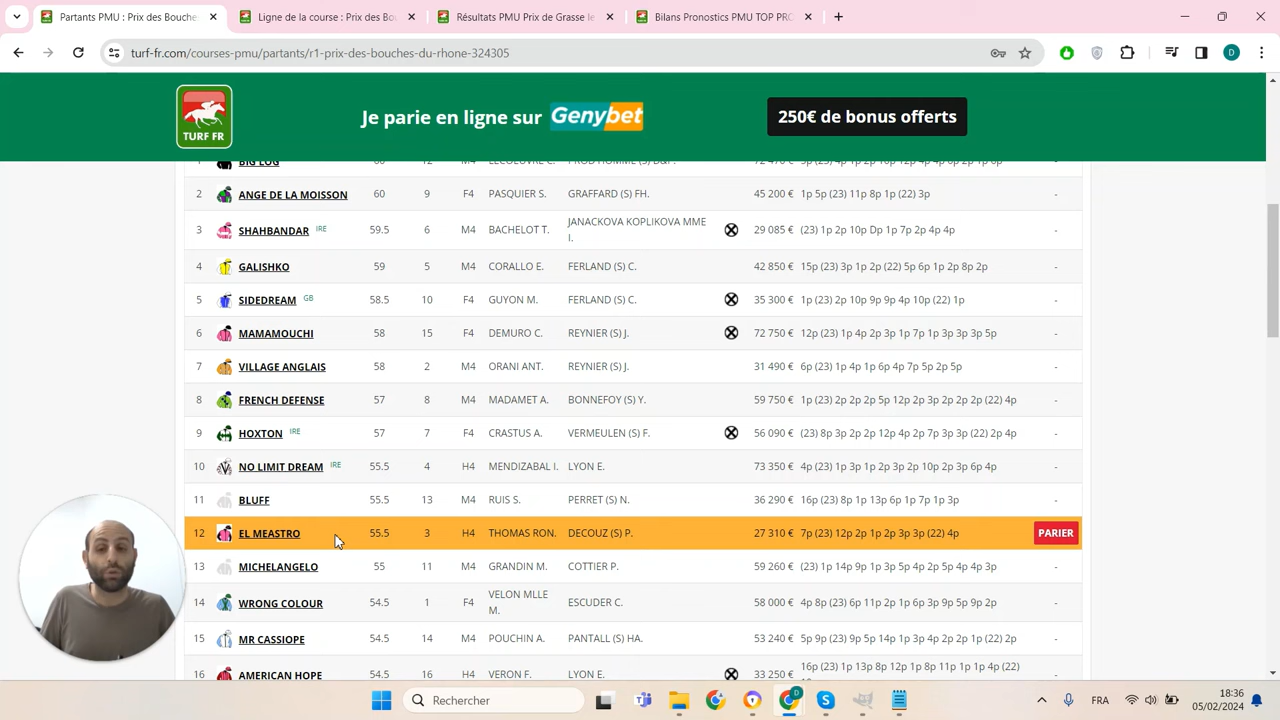 Partants PMU : Prix des Bouche
Ligne de la course : Prix des Bou
Résultats PMU Prix de Grasse le
Bilans Pronostics PMU TOP PRO
turf-fr.com/courses-pmu/partants/r1-prix-des-bouches-du-rhone-324305
D
TURF FR
Je parie en ligne sur Genybet
250€ de bonus offerts
1 BIG LOG 60 12 M4 LECOEUVRE C. PROD'HOMME (S) D&P. 72 470 €
2 ANGE DE LA MOISSON 60 9 F4 PASQUIER S. GRAFFARD (S) FH. 45 200 € 1p 5p (23) 11p 8p 1p (22) 3p -
3 SHAHBANDAR IRE 59.5 6 M4 BACHELOT T. JANACKOVA KOPLIKOVA MME I. 29 085 € (23) 1p 2p 10p Dp 1p 7p 2p 4p 4p -
4 GALISHKO 59 5 M4 CORALLO E. FERLAND (S) C. 42 850 € 15p (23) 3p 1p 2p (22) 5p 6p 1p 2p 8p 2p -
5 SIDEDREAM GB 58.5 10 F4 GUYON M. FERLAND (S) C. 35 300 € 1p (23) 2p 10p 9p 9p 4p 10p (22) 1p -
6 MAMAMOUCHI 58 15 F4 DEMURO C. REYNIER (S) J. 72 750 € 12p (23) 1p 4p 2p 3p 1p 7p 1p 3p 3p 3p 5p -
7 VILLAGE ANGLAIS 58 2 M4 ORANI ANT. REYNIER (S) J. 31 490 € 6p (23) 1p 4p 1p 6p 4p 7p 5p 2p 5p -
8 FRENCH DEFENSE 57 8 M4 MADAMET A. BONNEFOY (S) Y. 59 750 € 1p (23) 2p 2p 2p 5p 12p 2p 3p 2p 2p (22) 4p -
9 HOXTON IRE 57 7 F4 CRASTUS A. VERMEULEN (S) F. 56 090 € (23) 8p 3p 2p 2p 12p 4p 2p 7p 3p 3p (22) 2p 4p -
10 NO LIMIT DREAM IRE 55.5 4 H4 MENDIZABAL I. LYON E. 73 350 € 4p (23) 1p 3p 1p 2p 3p 2p 10p 2p 3p 6p 4p -
11 BLUFF 55.5 13 M4 RUIS S. PERRET (S) N. 36 290 € 16p (23) 8p 1p 13p 6p 1p 7p 1p 3p -
12 EL MEASTRO 55.5 3 H4 THOMAS RON. DECOUZ (S) P. 27 310 € 7p (23) 12p 2p 1p 2p 3p 3p (22) 4p PARIER
13 MICHELANGELO 55 11 M4 GRANDIN M. COTTIER P. 59 260 € (23) 1p 14p 9p 1p 3p 5p 4p 2p 5p 4p 4p 3p -
14 WRONG COLOUR 54.5 1 F4 VELON MLLE M. ESCUDER C. 58 000 € 4p 8p (23) 6p 11p 2p 1p 6p 3p 9p 5p 9p 2p -
15 MR CASSIOPE 54.5 14 M4 POUCHIN A. PANTALL (S) HA. 53 240 € 5p 9p (23) 9p 5p 14p 1p 3p 4p 2p 2p 1p (22) 2p -
16 AMERICAN HOPE 54.5 16 H4 VERON F. LYON E. 33 250 € 16p (23) 1p 13p 8p 12p 1p 8p 11p 1p 1p 4p (22) -
Rechercher
FRA
18:36
05/02/2024